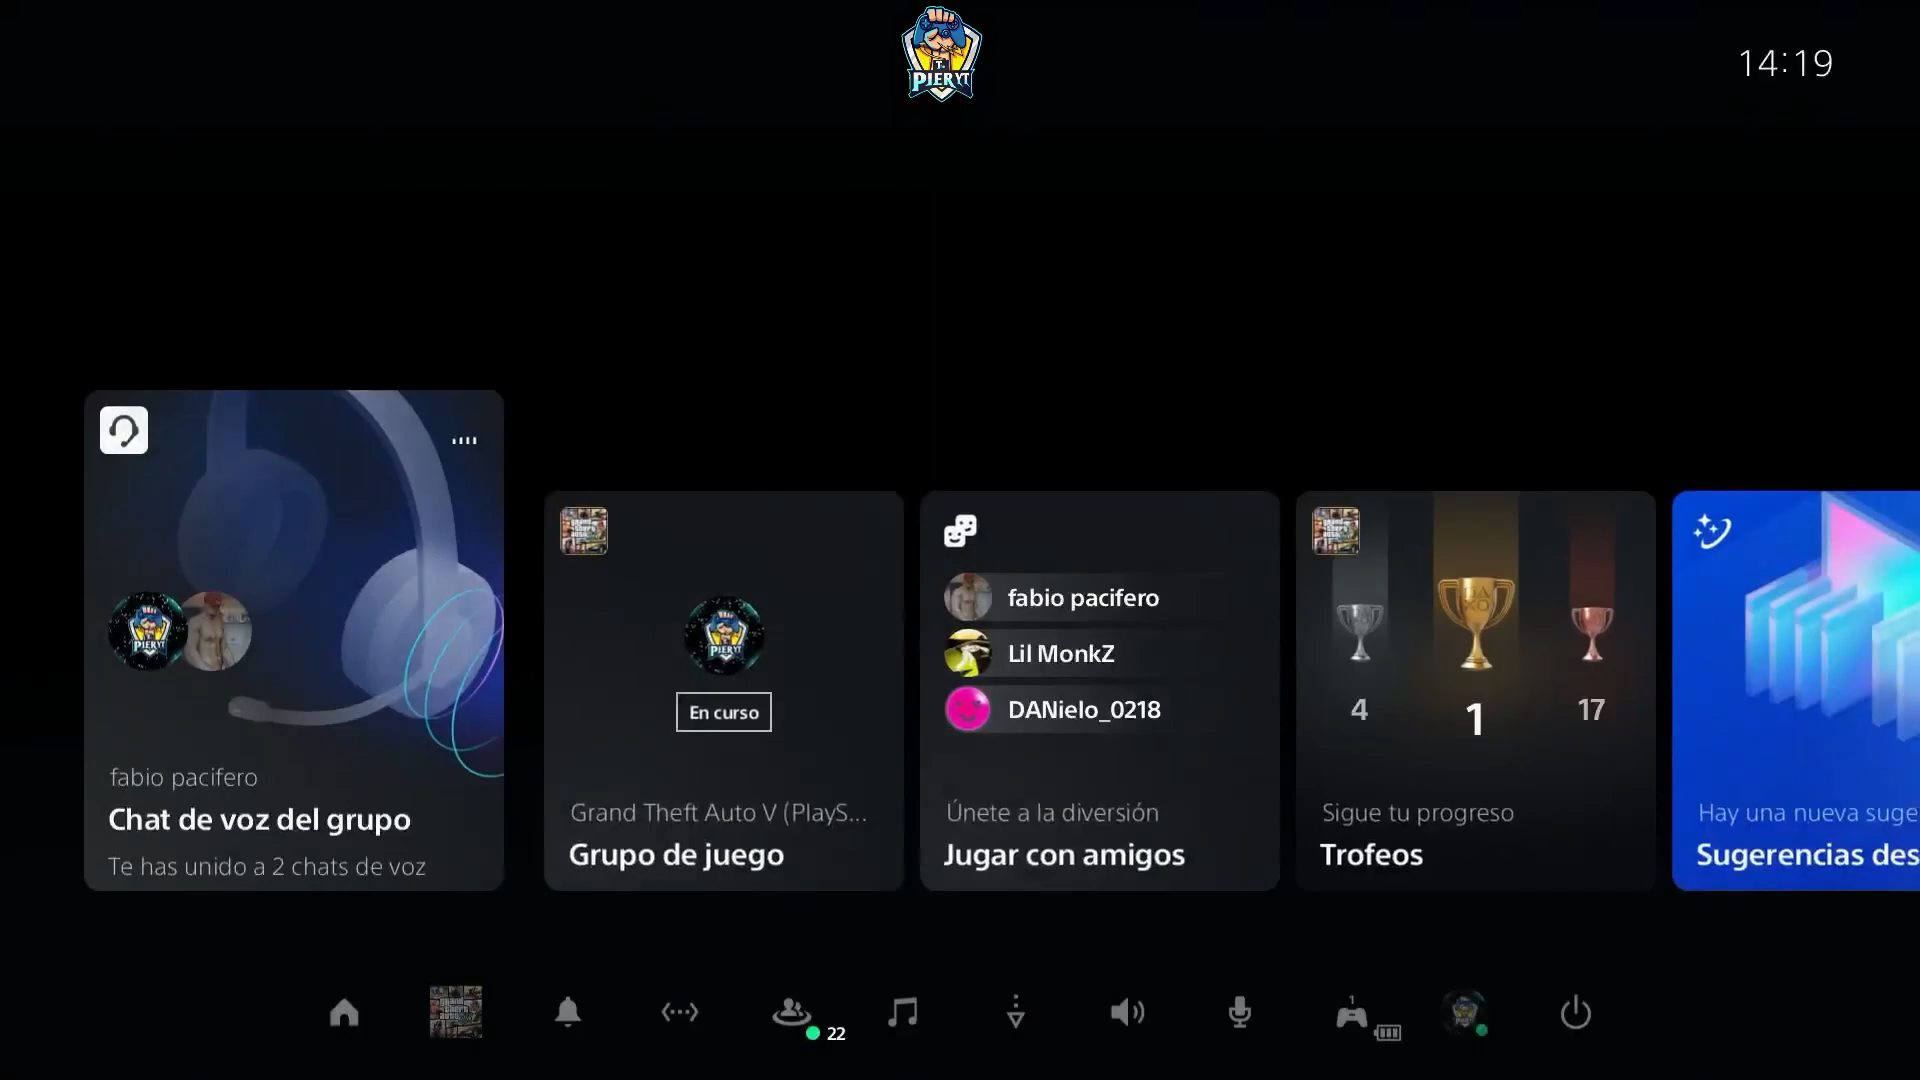 T.
PIERYT
14:19
fabio pacifero
Chat de voz del grupo
Te has unido a 2 chats de voz
PIERYT
En curso
Grand Theft Auto V (PlayS...
Grupo de juego
fabio pacifero
Lil MonkZ
DANielo_0218
Únete a la diversión
Jugar con amigos
4
1
17
Sigue tu progreso
Trofeos
Hay una nueva suge
Sugerencias des
22
1